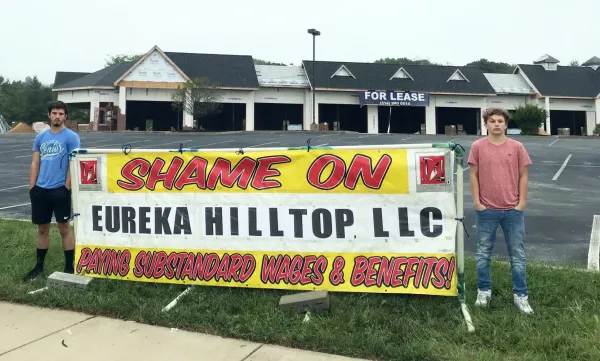 FOR LEASE
SHAME ON
EUREKA HILLTOP, LLC
PAYING SUBSTANDARD WAGES & BENEFITS!